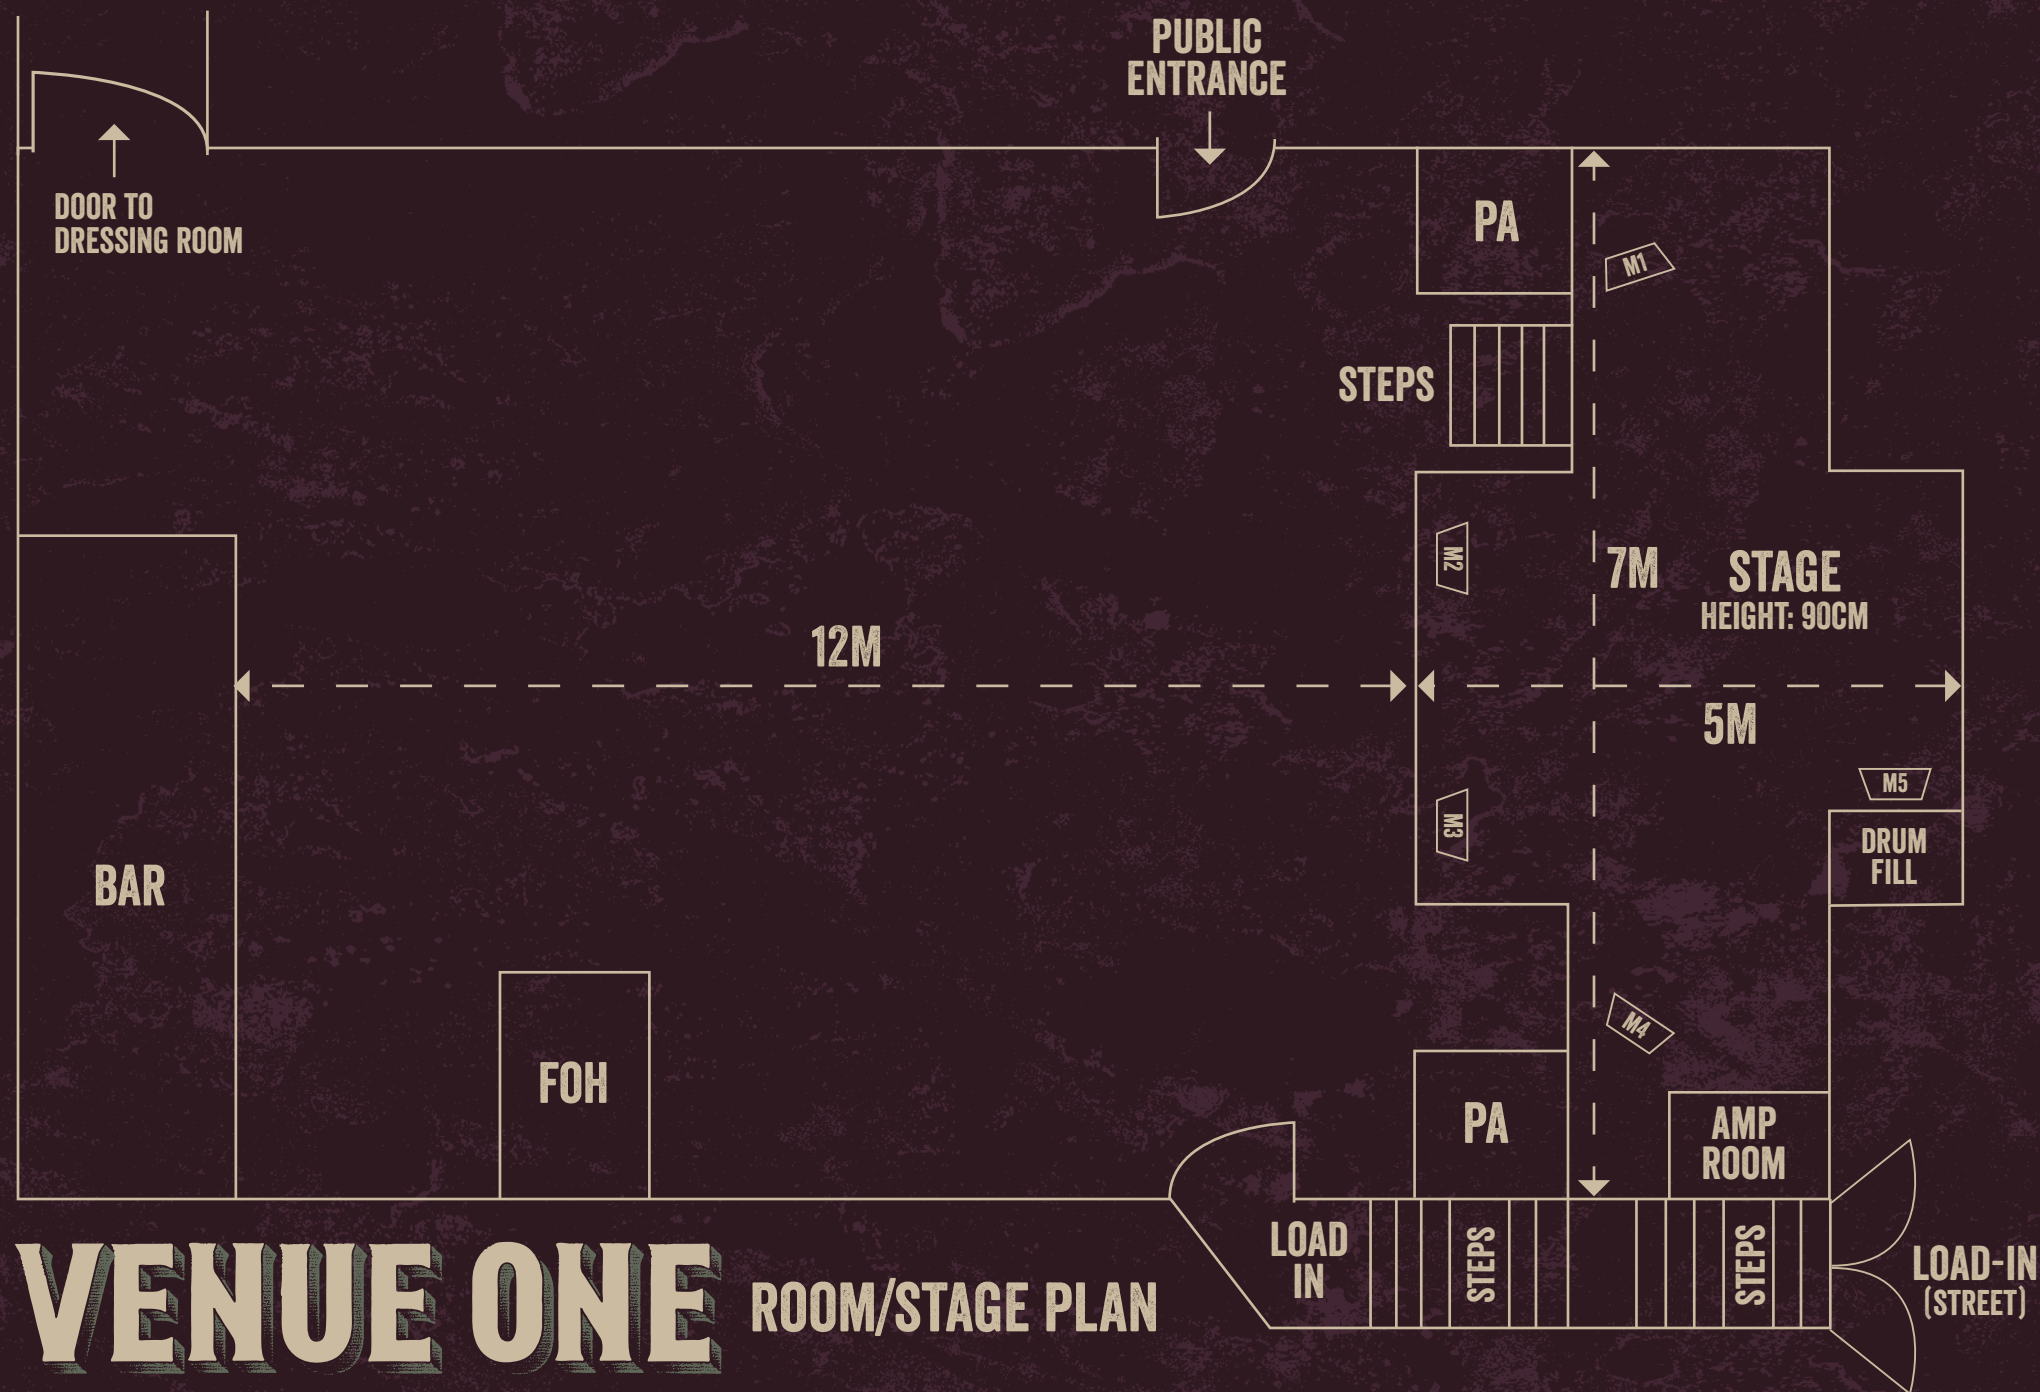 PUBLIC
ENTRANCE
DOOR TO
DRESSING ROOM
PA
M1
STEPS
M2
7M
STAGE
HEIGHT: 90CM
12M
5M
M5
M3
DRUM
FILL
BAR
M4
FOH
PA
AMP
ROOM
LOAD
IN
STEPS
STEPS
LOAD-IN
(STREET)
VENUE ONE
ROOM/STAGE PLAN